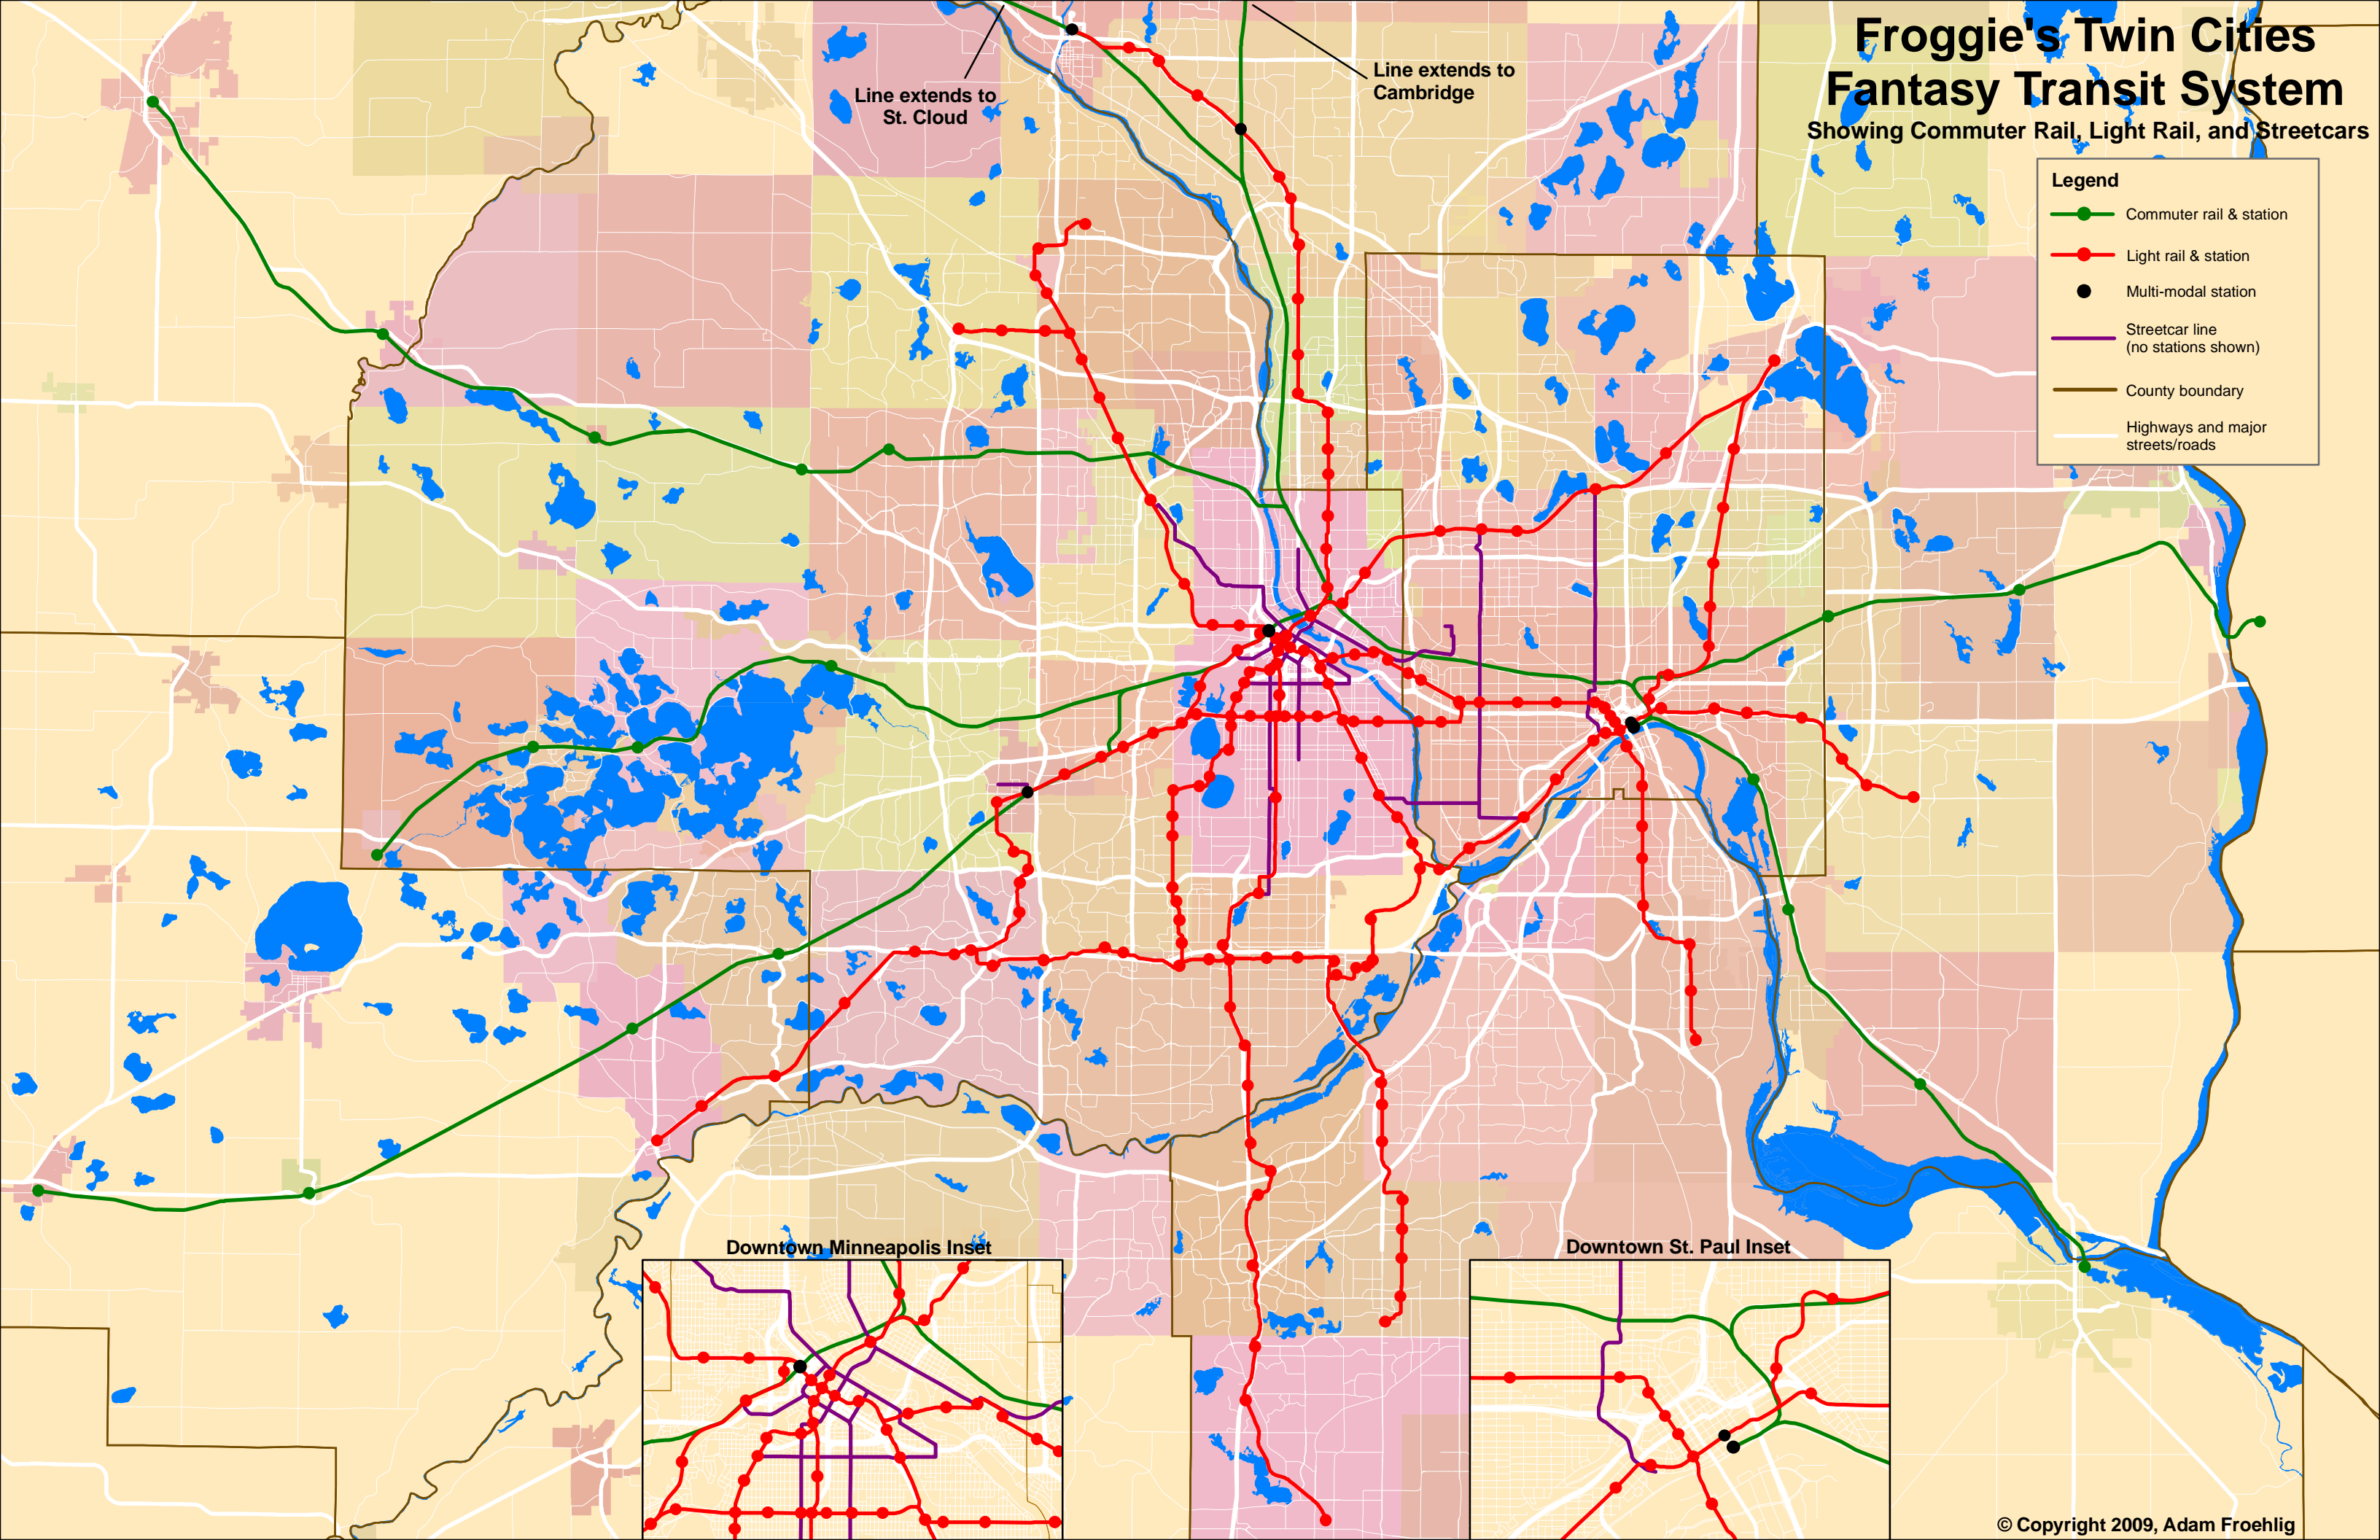 Froggie's Twin Cities
Fantasy Transit System
Showing Commuter Rail, Light Rail, and Streetcars
Line extends to
St. Cloud
Line extends to
Cambridge
Legend
Commuter rail & station
Light rail & station
Multi-modal station
Streetcar line
(no stations shown)
County boundary
Highways and major
streets/roads
Downtown Minneapolis Inset
Downtown St. Paul Inset
© Copyright 2009, Adam Froehlig